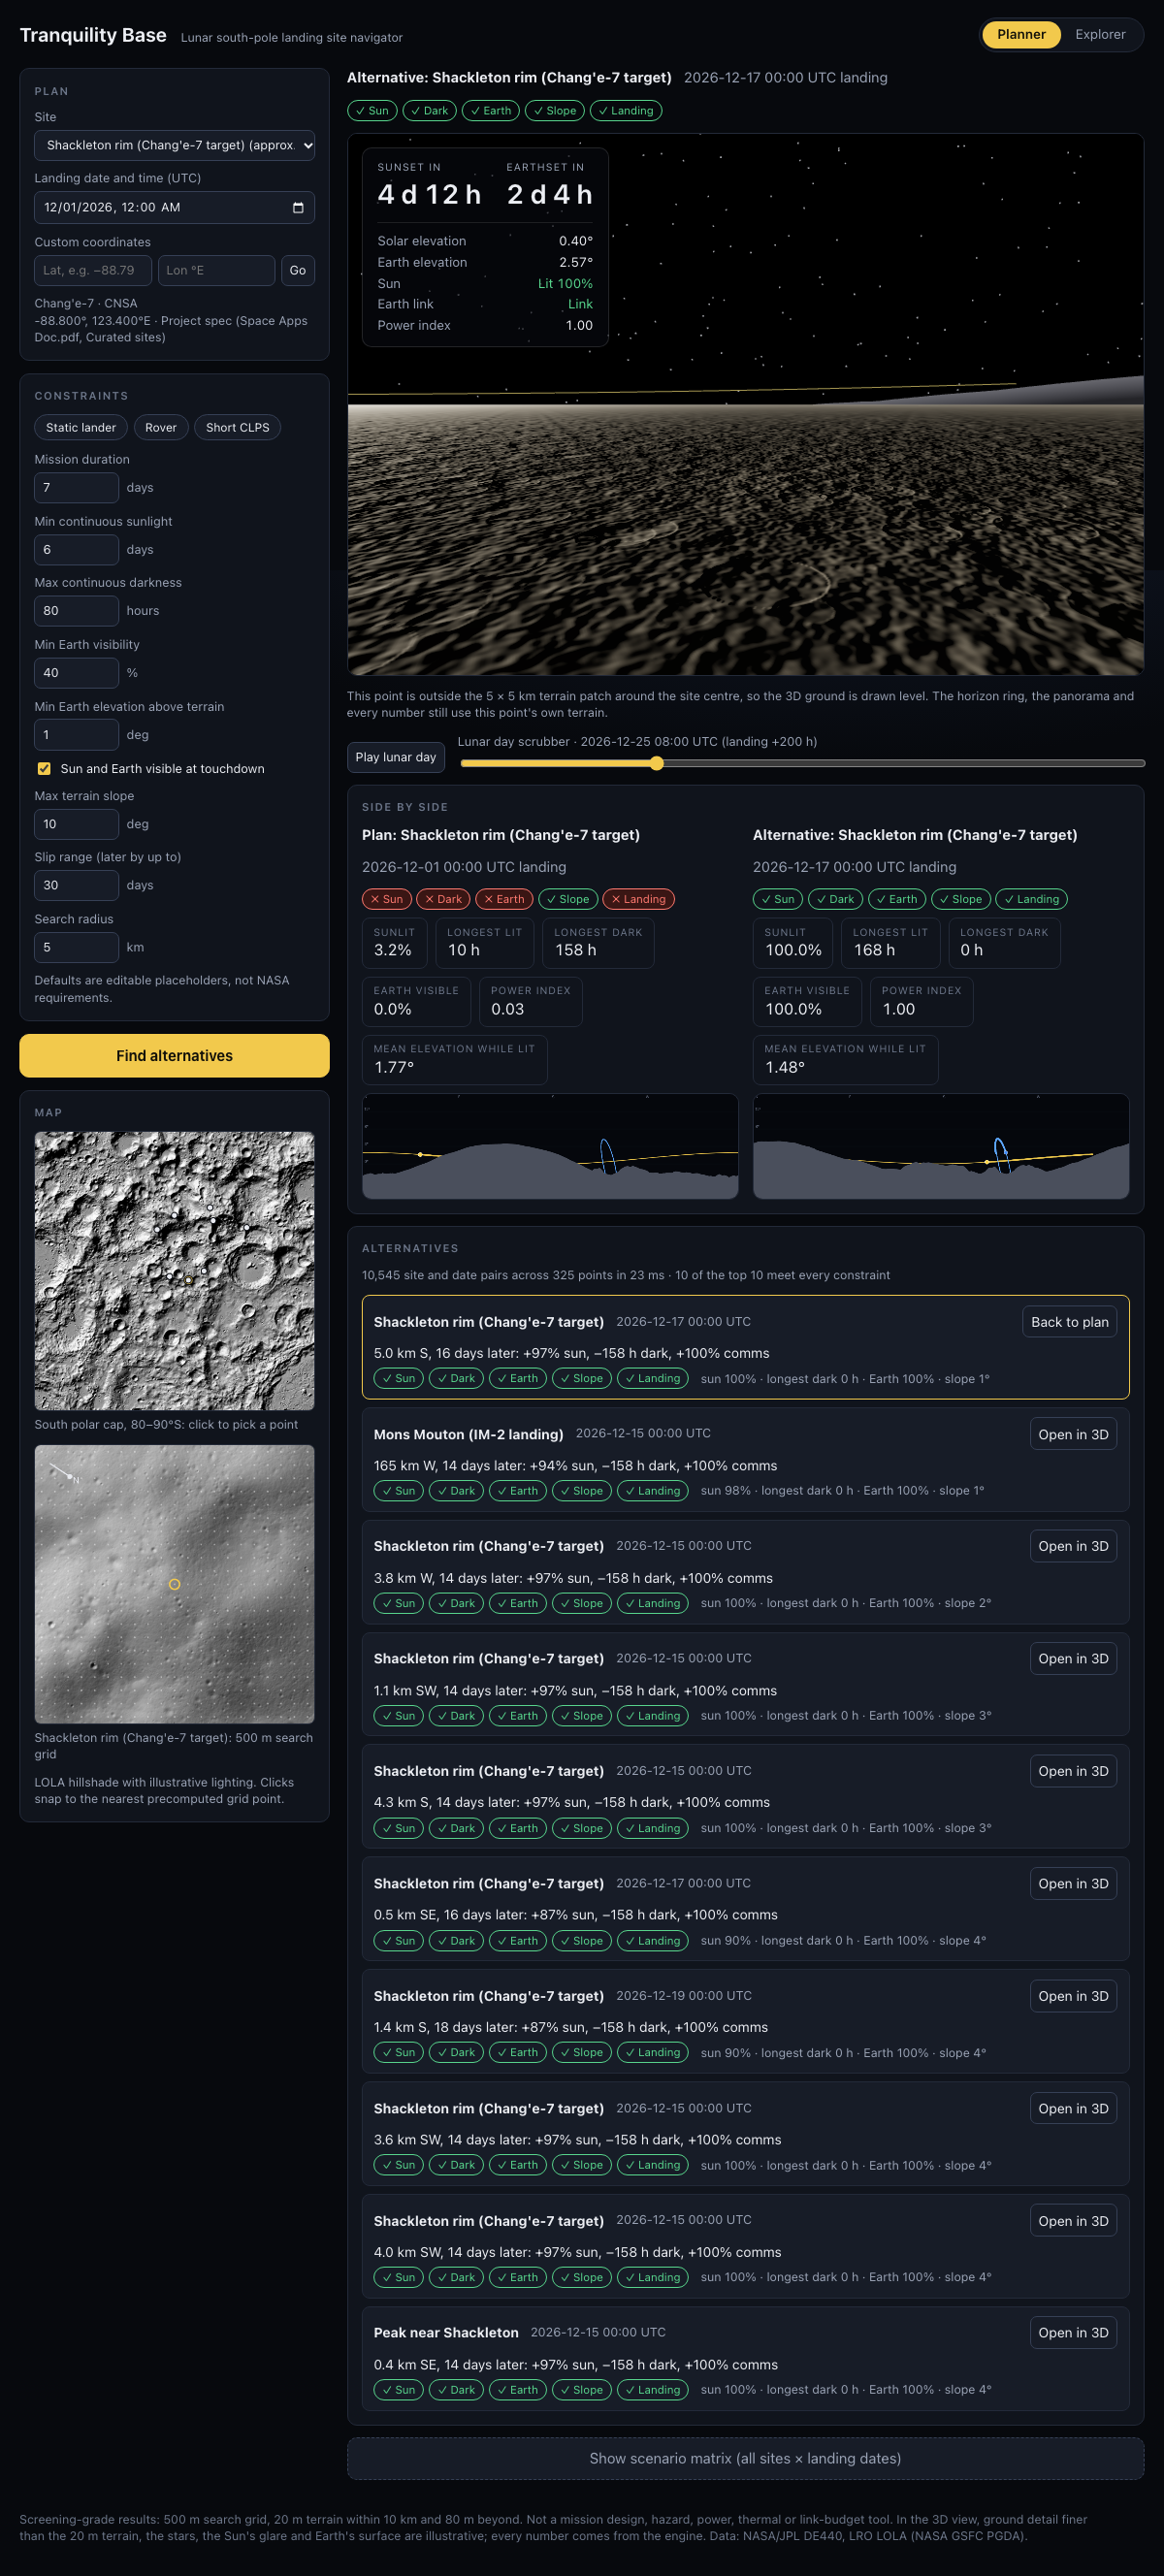 Tranquility Base Lunar south-pole landing site navigator
Planner Explorer
PLAN
Site
Shackleton rim (Chang'e-7 target) (approx.
Landing date and time (UTC)
12/01/2026, 12:00 AM
Custom coordinates
Lat, e.g. −88.79 Lon °E Go
Chang'e-7 · CNSA
-88.800°, 123.400°E · Project spec (Space Apps
Doc.pdf, Curated sites)
CONSTRAINTS
Static lander Rover Short CLPS
Mission duration
7 days
Min continuous sunlight
6 days
Max continuous darkness
80 hours
Min Earth visibility
40 %
Min Earth elevation above terrain
1 deg
Sun and Earth visible at touchdown
Max terrain slope
10 deg
Slip range (later by up to)
30 days
Search radius
5 km
Defaults are editable placeholders, not NASA
requirements.
Find alternatives
MAP
South polar cap, 80–90°S: click to pick a point
N
Shackleton rim (Chang'e-7 target): 500 m search
grid
LOLA hillshade with illustrative lighting. Clicks
snap to the nearest precomputed grid point.
Alternative: Shackleton rim (Chang'e-7 target) 2026-12-17 00:00 UTC landing
✓ Sun ✓ Dark ✓ Earth ✓ Slope ✓ Landing
SUNSET IN EARTHSET IN
4 d 12 h 2 d 4 h
Solar elevation 0.40°
Earth elevation 2.57°
Sun Lit 100%
Earth link Link
Power index 1.00
This point is outside the 5 × 5 km terrain patch around the site centre, so the 3D ground is drawn level. The horizon ring, the panorama and
every number still use this point's own terrain.
Play lunar day
Lunar day scrubber · 2026-12-25 08:00 UTC (landing +200 h)
SIDE BY SIDE
Plan: Shackleton rim (Chang'e-7 target)
2026-12-01 00:00 UTC landing
✕ Sun ✕ Dark ✕ Earth ✓ Slope ✕ Landing
SUNLIT LONGEST LIT LONGEST DARK
3.2% 10 h 158 h
EARTH VISIBLE POWER INDEX
0.0% 0.03
MEAN ELEVATION WHILE LIT
1.77°
Alternative: Shackleton rim (Chang'e-7 target)
2026-12-17 00:00 UTC landing
✓ Sun ✓ Dark ✓ Earth ✓ Slope ✓ Landing
SUNLIT LONGEST LIT LONGEST DARK
100.0% 168 h 0 h
EARTH VISIBLE POWER INDEX
100.0% 1.00
MEAN ELEVATION WHILE LIT
1.48°
ALTERNATIVES
10,545 site and date pairs across 325 points in 23 ms · 10 of the top 10 meet every constraint
Shackleton rim (Chang'e-7 target) 2026-12-17 00:00 UTC Back to plan
5.0 km S, 16 days later: +97% sun, −158 h dark, +100% comms
✓ Sun ✓ Dark ✓ Earth ✓ Slope ✓ Landing sun 100% · longest dark 0 h · Earth 100% · slope 1°
Mons Mouton (IM-2 landing) 2026-12-15 00:00 UTC Open in 3D
165 km W, 14 days later: +94% sun, −158 h dark, +100% comms
✓ Sun ✓ Dark ✓ Earth ✓ Slope ✓ Landing sun 98% · longest dark 0 h · Earth 100% · slope 1°
Shackleton rim (Chang'e-7 target) 2026-12-15 00:00 UTC Open in 3D
3.8 km W, 14 days later: +97% sun, −158 h dark, +100% comms
✓ Sun ✓ Dark ✓ Earth ✓ Slope ✓ Landing sun 100% · longest dark 0 h · Earth 100% · slope 2°
Shackleton rim (Chang'e-7 target) 2026-12-15 00:00 UTC Open in 3D
1.1 km SW, 14 days later: +97% sun, −158 h dark, +100% comms
✓ Sun ✓ Dark ✓ Earth ✓ Slope ✓ Landing sun 100% · longest dark 0 h · Earth 100% · slope 3°
Shackleton rim (Chang'e-7 target) 2026-12-15 00:00 UTC Open in 3D
4.3 km S, 14 days later: +97% sun, −158 h dark, +100% comms
✓ Sun ✓ Dark ✓ Earth ✓ Slope ✓ Landing sun 100% · longest dark 0 h · Earth 100% · slope 3°
Shackleton rim (Chang'e-7 target) 2026-12-17 00:00 UTC Open in 3D
0.5 km SE, 16 days later: +87% sun, −158 h dark, +100% comms
✓ Sun ✓ Dark ✓ Earth ✓ Slope ✓ Landing sun 90% · longest dark 0 h · Earth 100% · slope 4°
Shackleton rim (Chang'e-7 target) 2026-12-19 00:00 UTC Open in 3D
1.4 km S, 18 days later: +87% sun, −158 h dark, +100% comms
✓ Sun ✓ Dark ✓ Earth ✓ Slope ✓ Landing sun 90% · longest dark 0 h · Earth 100% · slope 4°
Shackleton rim (Chang'e-7 target) 2026-12-15 00:00 UTC Open in 3D
3.6 km SW, 14 days later: +97% sun, −158 h dark, +100% comms
✓ Sun ✓ Dark ✓ Earth ✓ Slope ✓ Landing sun 100% · longest dark 0 h · Earth 100% · slope 4°
Shackleton rim (Chang'e-7 target) 2026-12-15 00:00 UTC Open in 3D
4.0 km SW, 14 days later: +97% sun, −158 h dark, +100% comms
✓ Sun ✓ Dark ✓ Earth ✓ Slope ✓ Landing sun 100% · longest dark 0 h · Earth 100% · slope 4°
Peak near Shackleton 2026-12-15 00:00 UTC Open in 3D
0.4 km SE, 14 days later: +97% sun, −158 h dark, +100% comms
✓ Sun ✓ Dark ✓ Earth ✓ Slope ✓ Landing sun 100% · longest dark 0 h · Earth 100% · slope 4°
Show scenario matrix (all sites × landing dates)
Screening-grade results: 500 m search grid, 20 m terrain within 10 km and 80 m beyond. Not a mission design, hazard, power, thermal or link-budget tool. In the 3D view, ground detail finer
than the 20 m terrain, the stars, the Sun's glare and Earth's surface are illustrative; every number comes from the engine. Data: NASA/JPL DE440, LRO LOLA (NASA GSFC PGDA).